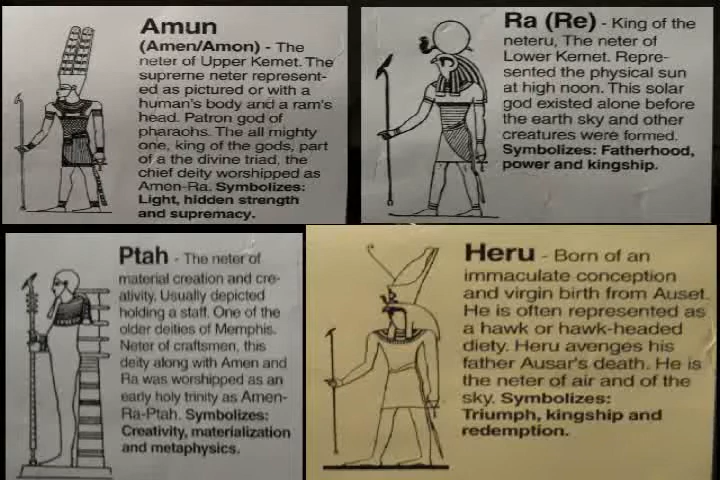 Amun
(Amen/Amon) - The
neter of Upper Kemet. The
supreme neter represent-
ed as pictured or with a
human's body and a ram's
head. Patron god of
pharaohs. The all mighty
one, king of the gods, part
of a the divine triad, the
chief deity worshipped as
Amen-Ra. Symbolizes:
Light, hidden strength
and supremacy.
Ra (Re) - King of the
neteru, The neter of
Lower Kemet. Repre-
sented the physical sun
at high noon. This solar
god existed alone before
the earth sky and other
creatures were formed.
Symbolizes: Fatherhood,
power and kingship.
Ptah - The neter of
material creation and cre-
ativity. Usually depicted
holding a staff. One of the
older deities of Memphis.
Neter of craftsmen, this
deity along with Amen and
Ra was worshipped as an
early holy trinity as Amen-
Ra-Ptah. Symbolizes:
Creativity, materialization
and metaphysics.
Heru - Born of an
immaculate conception
and virgin birth from Auset.
He is often represented as
a hawk or hawk-headed
diety. Heru avenges his
father Ausar's death. He is
the neter of air and of the
sky. Symbolizes:
Triumph, kingship and
redemption.